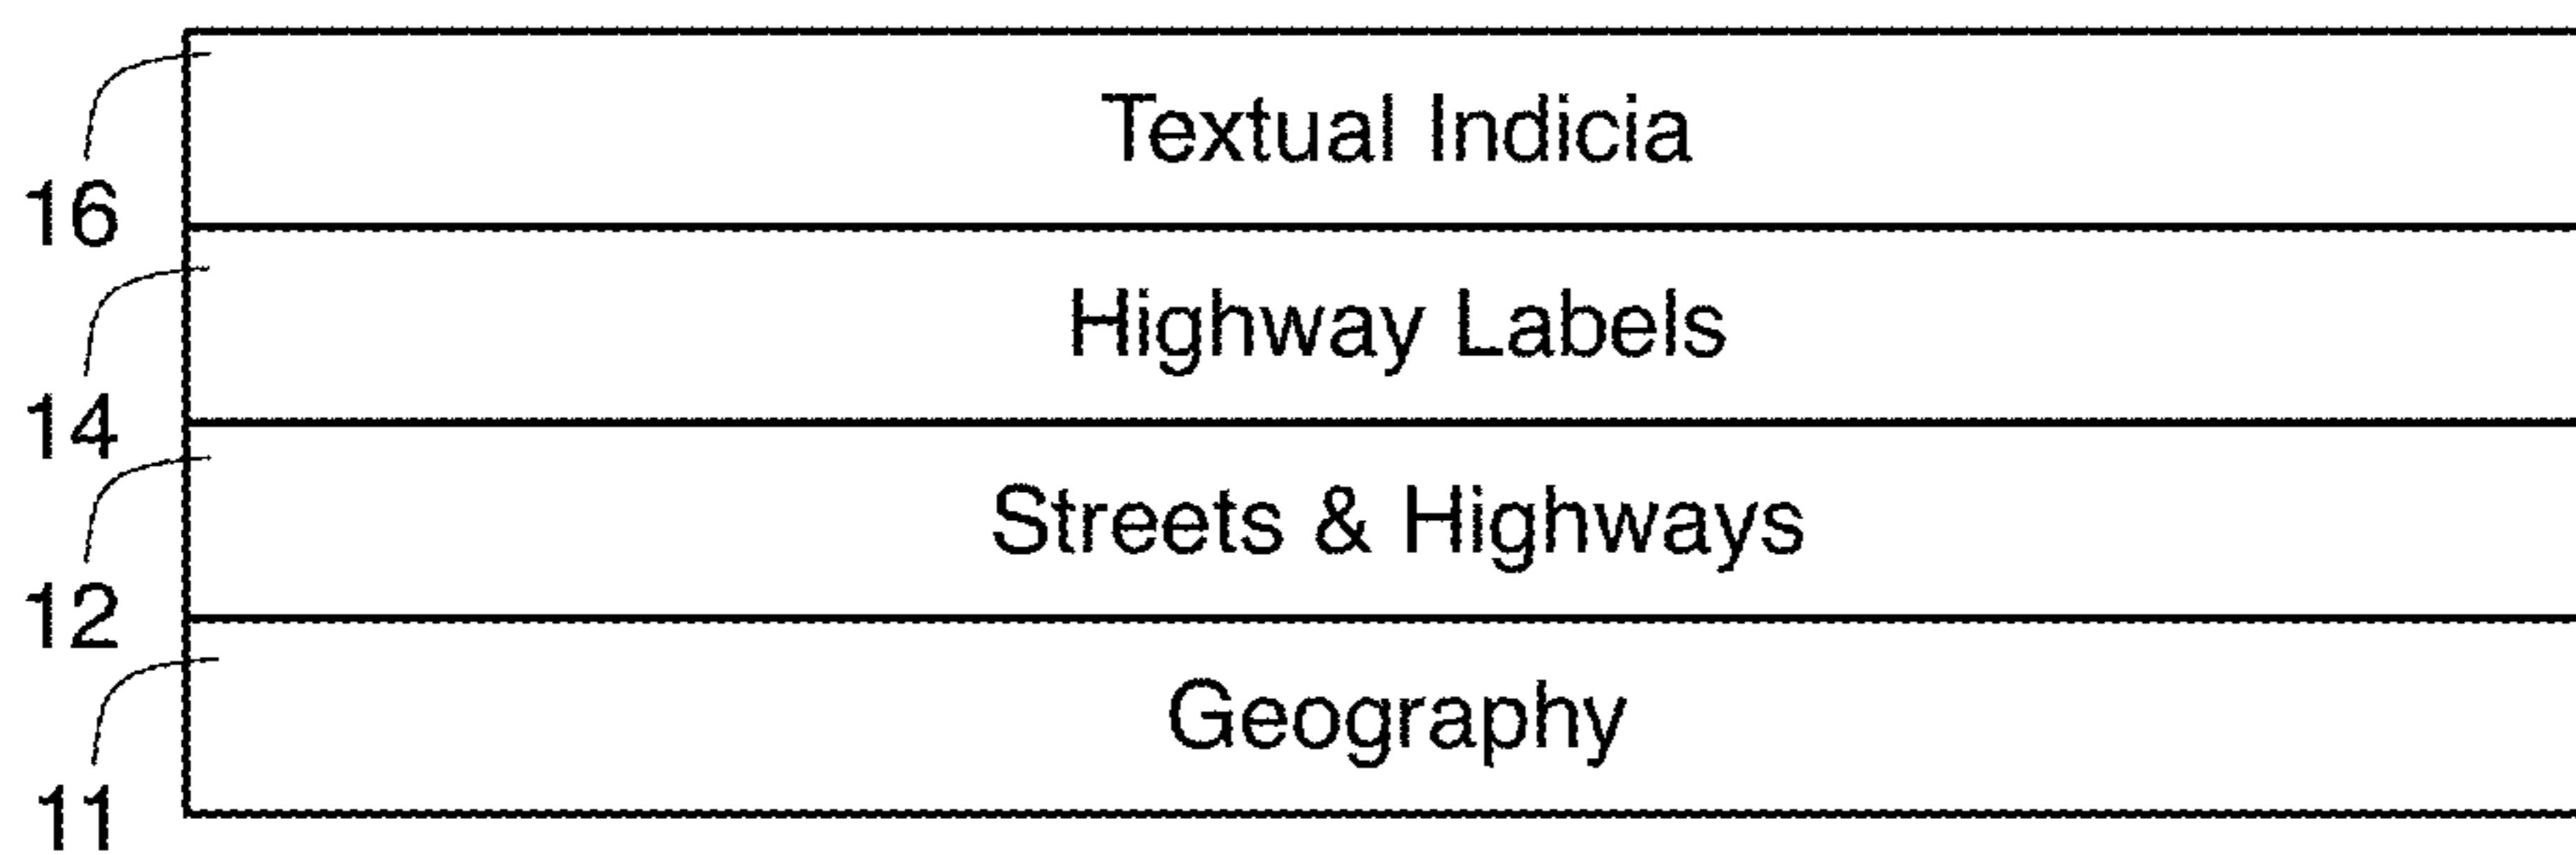 Textual Indicia
16
Highway Labels
14
Streets & Highways
12
Geography
11